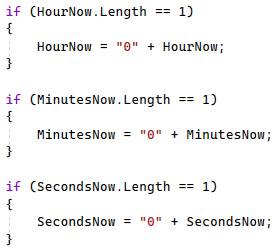 if (HourNow.Length == 1)
{
    HourNow = "0" + HourNow;
}

if (MinutesNow.Length == 1)
{
    MinutesNow = "0" + MinutesNow;
}

if (SecondsNow.Length == 1)
{
    SecondsNow = "0" + SecondsNow;
}